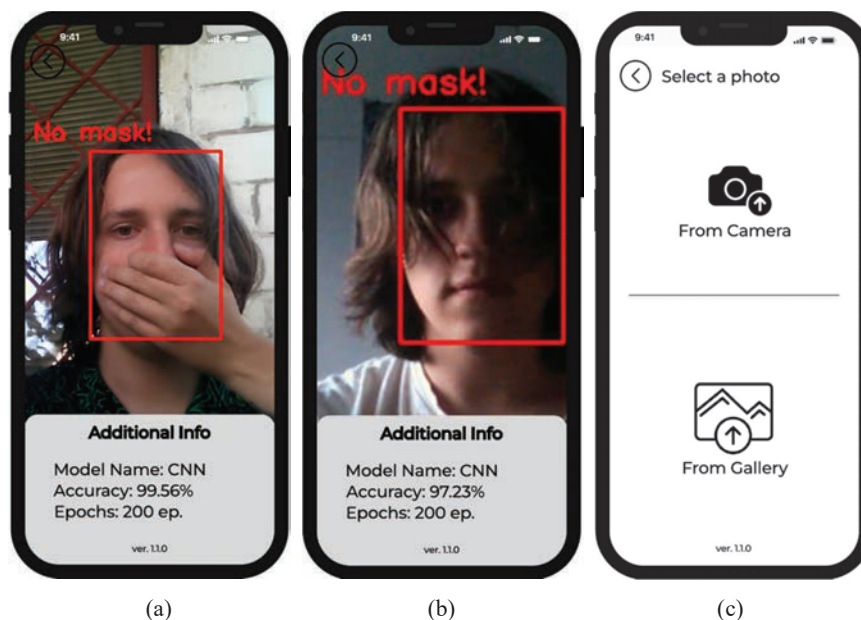 9:41
No mask!
Additional Info
Model Name: CNN
Accuracy: 99.56%
Epochs: 200 ep.
ver. 1.1.0
(a)
9:41
No mask!
Additional Info
Model Name: CNN
Accuracy: 97.23%
Epochs: 200 ep.
ver. 1.1.0
(b)
9:41
Select a photo
From Camera
From Gallery
ver. 1.1.0
(c)